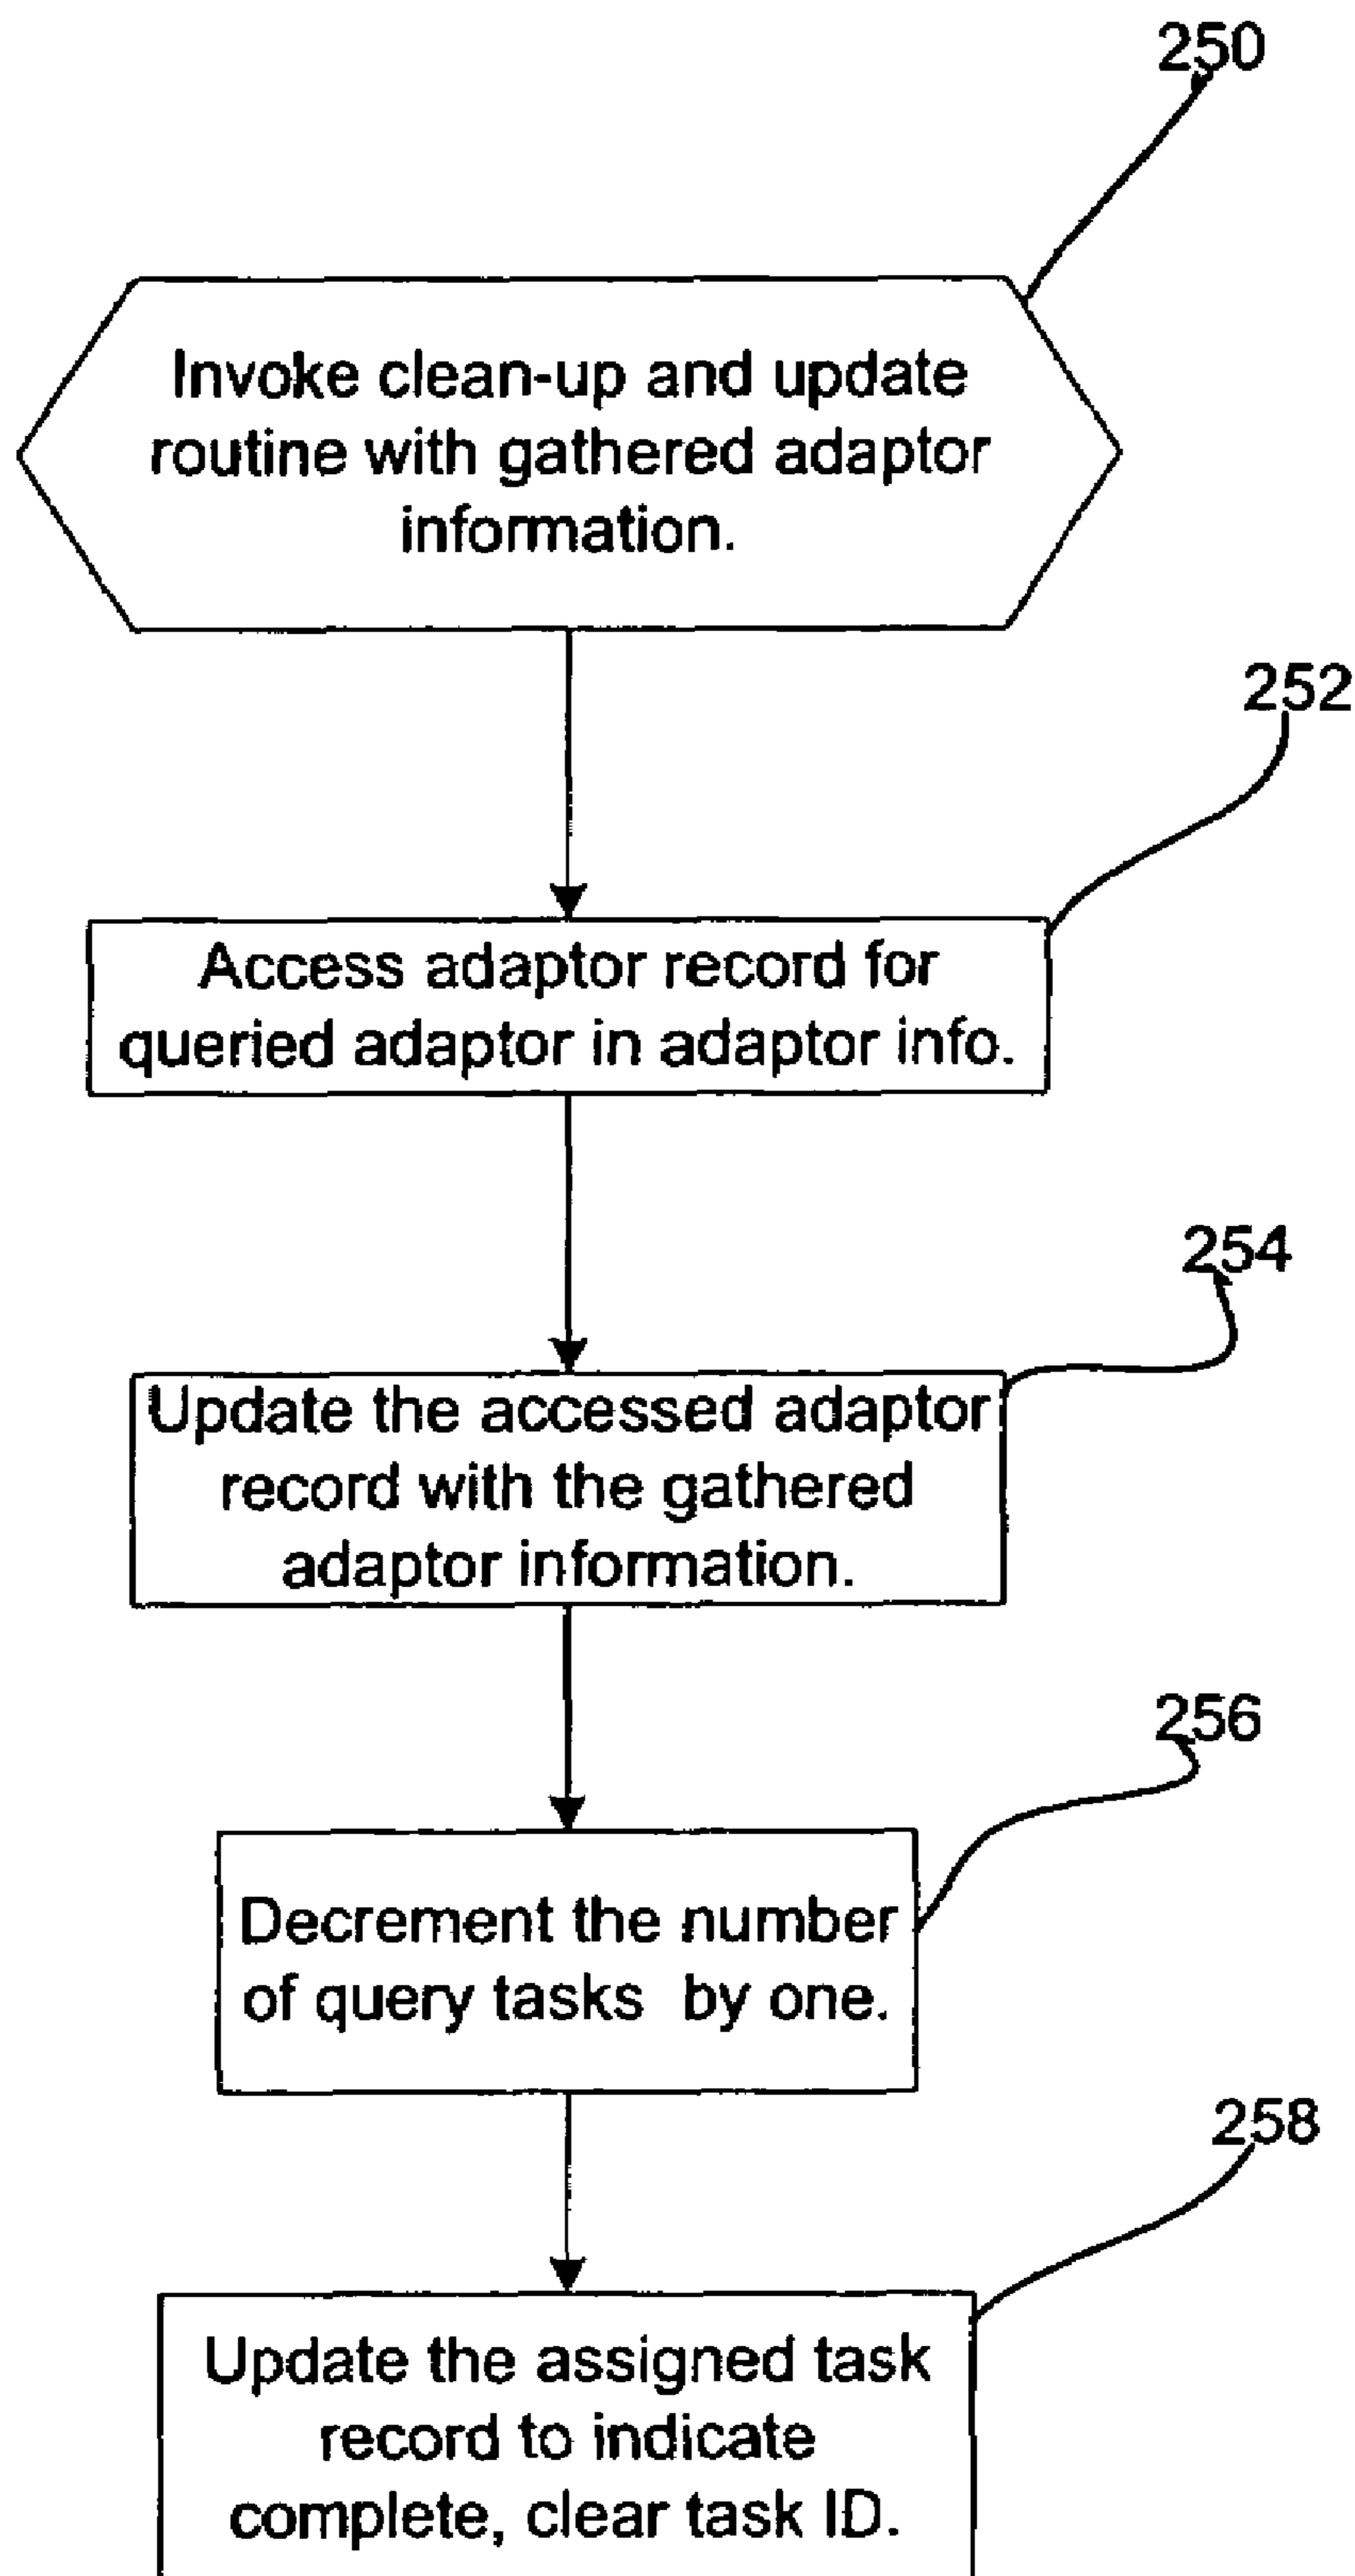 250
Invoke clean-up and update
routine with gathered adaptor
information.
252
Access adaptor record for
queried adaptor in adaptor info.
254
Update the accessed adaptor
record with the gathered
adaptor information.
256
Decrement the number
of query tasks by one.
258
Update the assigned task
record to indicate
complete, clear task ID.